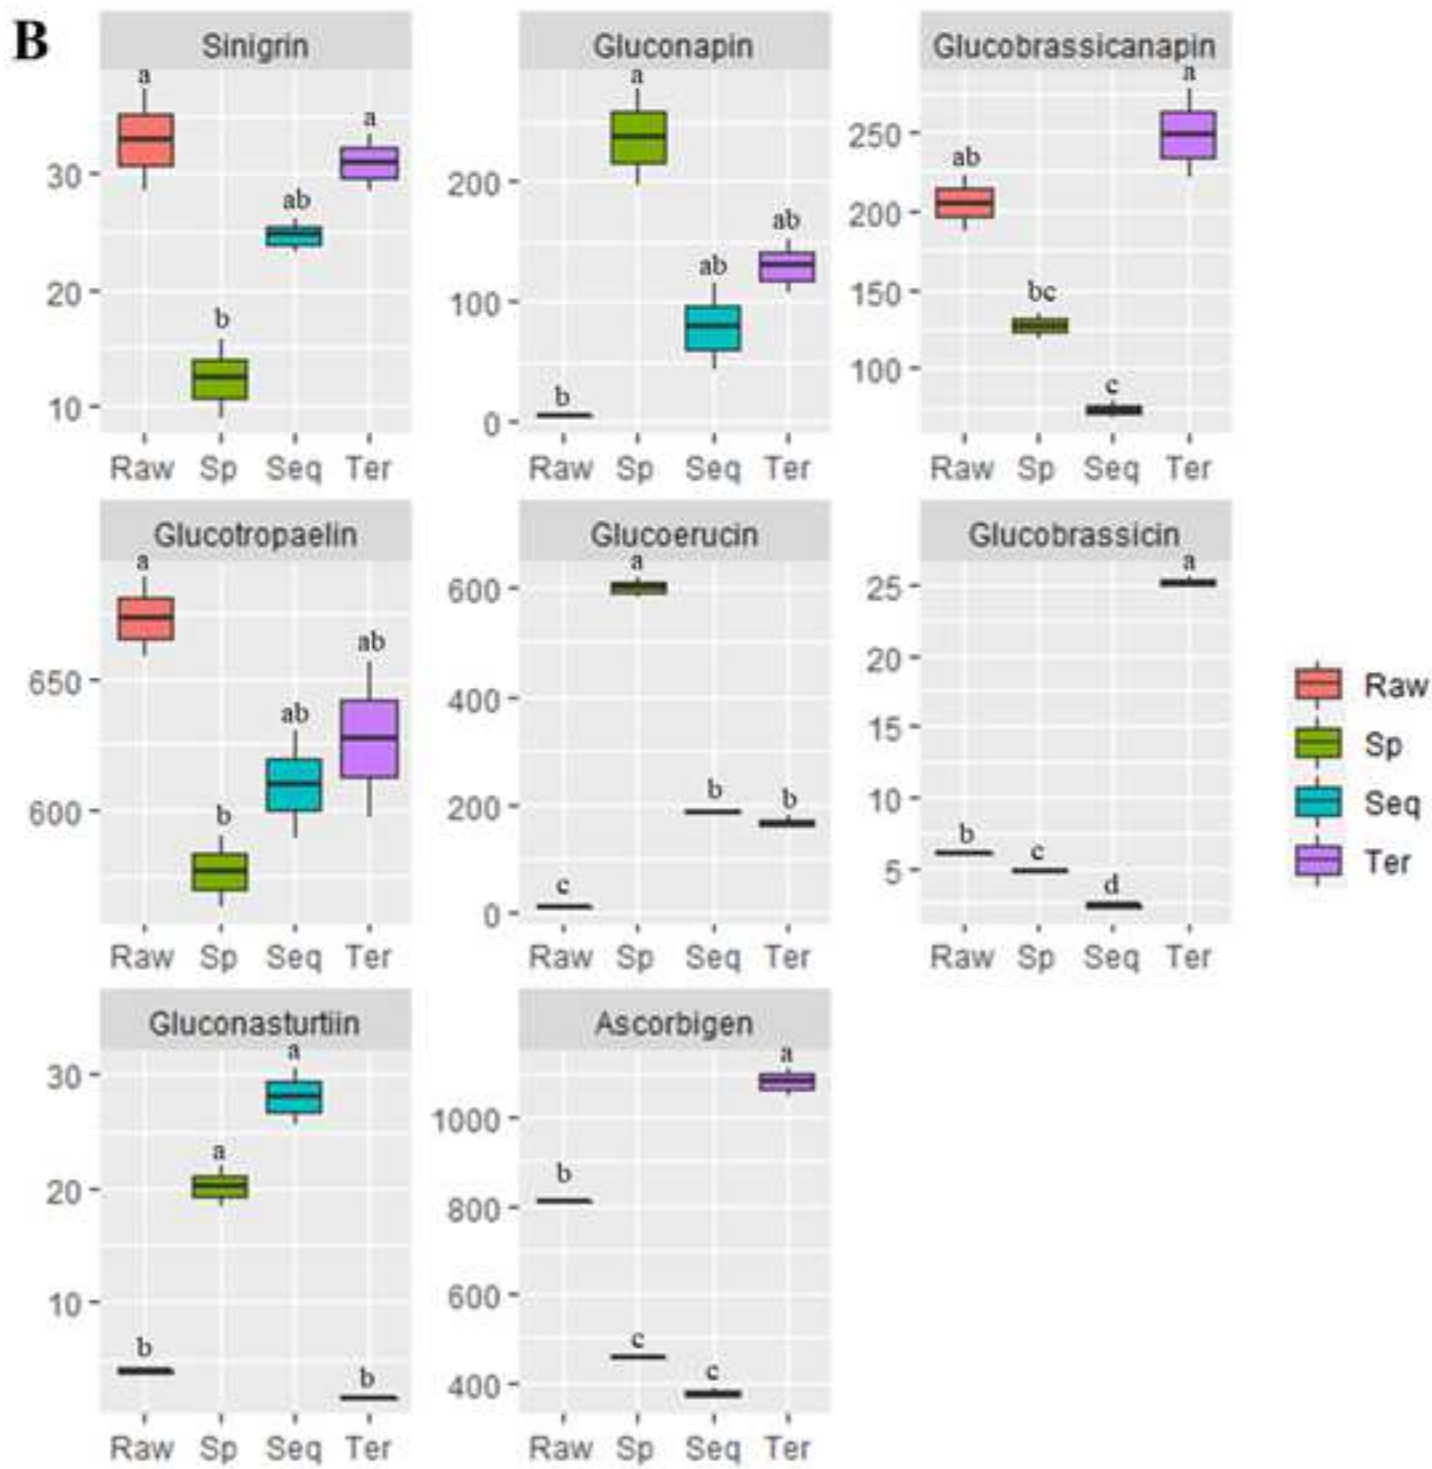 B
Sinigrin
a
a
ab
b
30
20
10
Raw Sp Seq Ter
Gluconapin
a
ab
ab
b
200
100
0
Raw Sp Seq Ter
Glucobrassicanapin
a
ab
bc
c
250
200
150
100
Raw Sp Seq Ter
Glucotropaelin
a
ab
ab
b
650
600
Raw Sp Seq Ter
Glucoerucin
a
b
b
c
600
400
200
0
Raw Sp Seq Ter
Glucobrassicin
a
b
c
d
25
20
15
10
5
Raw Sp Seq Ter
Raw
Sp
Seq
Ter
Gluconasturtiin
a
a
b
b
30
20
10
Raw Sp Seq Ter
Ascorbigen
a
b
c
c
1000
800
600
400
Raw Sp Seq Ter